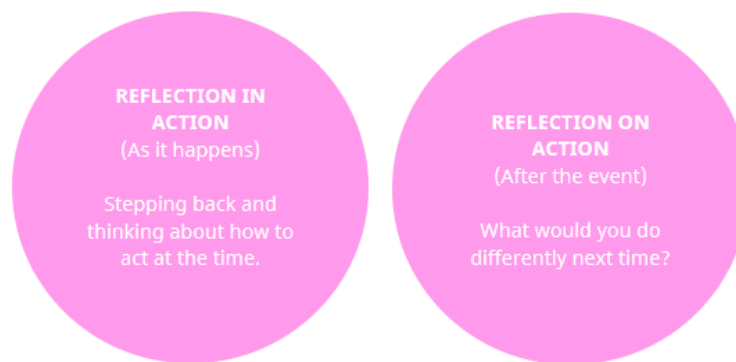 REFLECTION IN
ACTION
(As it happens)
Stepping back and
thinking about how to
act at the time.
REFLECTION ON
ACTION
(After the event)
What would you do
differently next time?